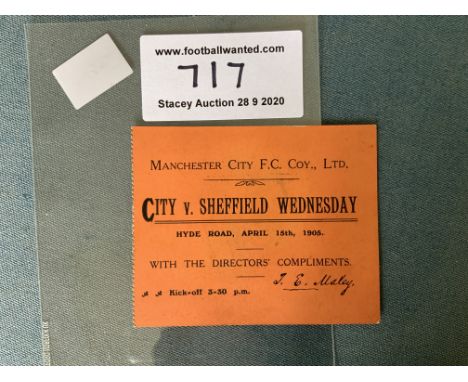 www.footballwanted.com
717
Stacey Auction 28 9 2020
MANCHESTER CITY F.C. COY., LTD.
CITY V. SHEFFIELD WEDNESDAY
HYDE ROAD, APRIL 15th, 1905.
WITH THE DIRECTORS' COMPLIMENTS.
Kick-off 3-30 p.m.
T. E. Maley.